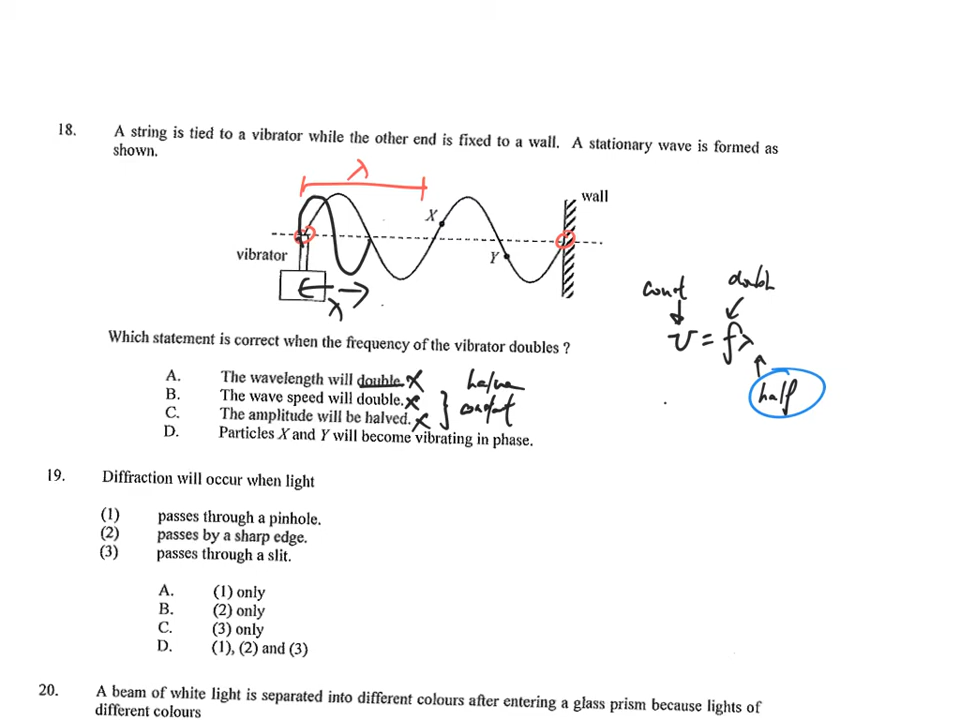 18. A string is tied to a vibrator while the other end is fixed to a wall. A stationary wave is formed as
shown.
λ
wall
X
vibrator
Y
x
const double
v = fλ
half
Which statement is correct when the frequency of the vibrator doubles ?
A. The wavelength will double. ×
B. The wave speed will double. ×
C. The amplitude will be halved. ×
D. Particles X and Y will become vibrating in phase.
19. Diffraction will occur when light
(1) passes through a pinhole.
(2) passes by a sharp edge.
(3) passes through a slit.
A. (1) only
B. (2) only
C. (3) only
D. (1), (2) and (3)
20. A beam of white light is separated into different colours after entering a glass prism because lights of
different colours